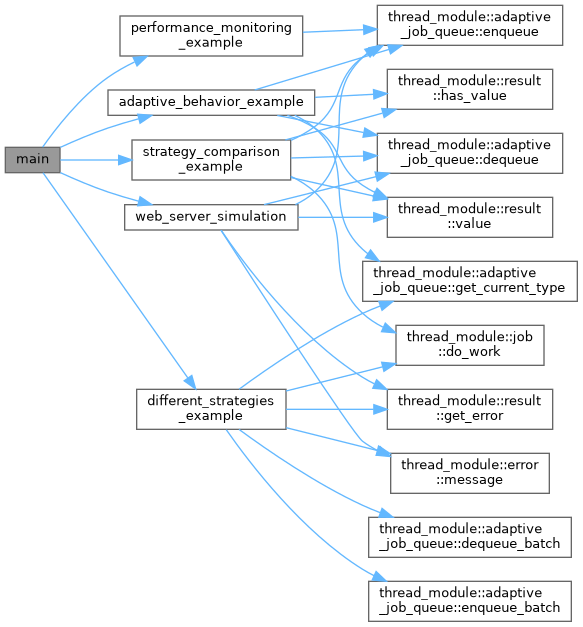 main
performance_monitoring
_example
adaptive_behavior_example
strategy_comparison
_example
web_server_simulation
different_strategies
_example
thread_module::adaptive
_job_queue::enqueue
thread_module::result
::has_value
thread_module::adaptive
_job_queue::dequeue
thread_module::result
::value
thread_module::adaptive
_job_queue::get_current_type
thread_module::job
::do_work
thread_module::result
::get_error
thread_module::error
::message
thread_module::adaptive
_job_queue::dequeue_batch
thread_module::adaptive
_job_queue::enqueue_batch